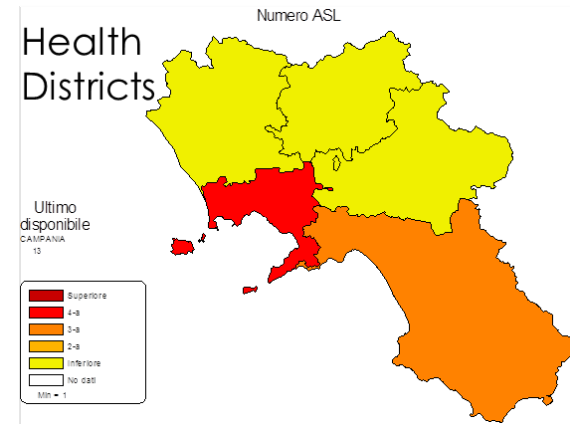 Numero ASL
Health
Districts
Ultimo
disponibile
CAMPANIA
13
Superiore
4-a
3-a
2-a
Inferiore
No dati
Min = 1